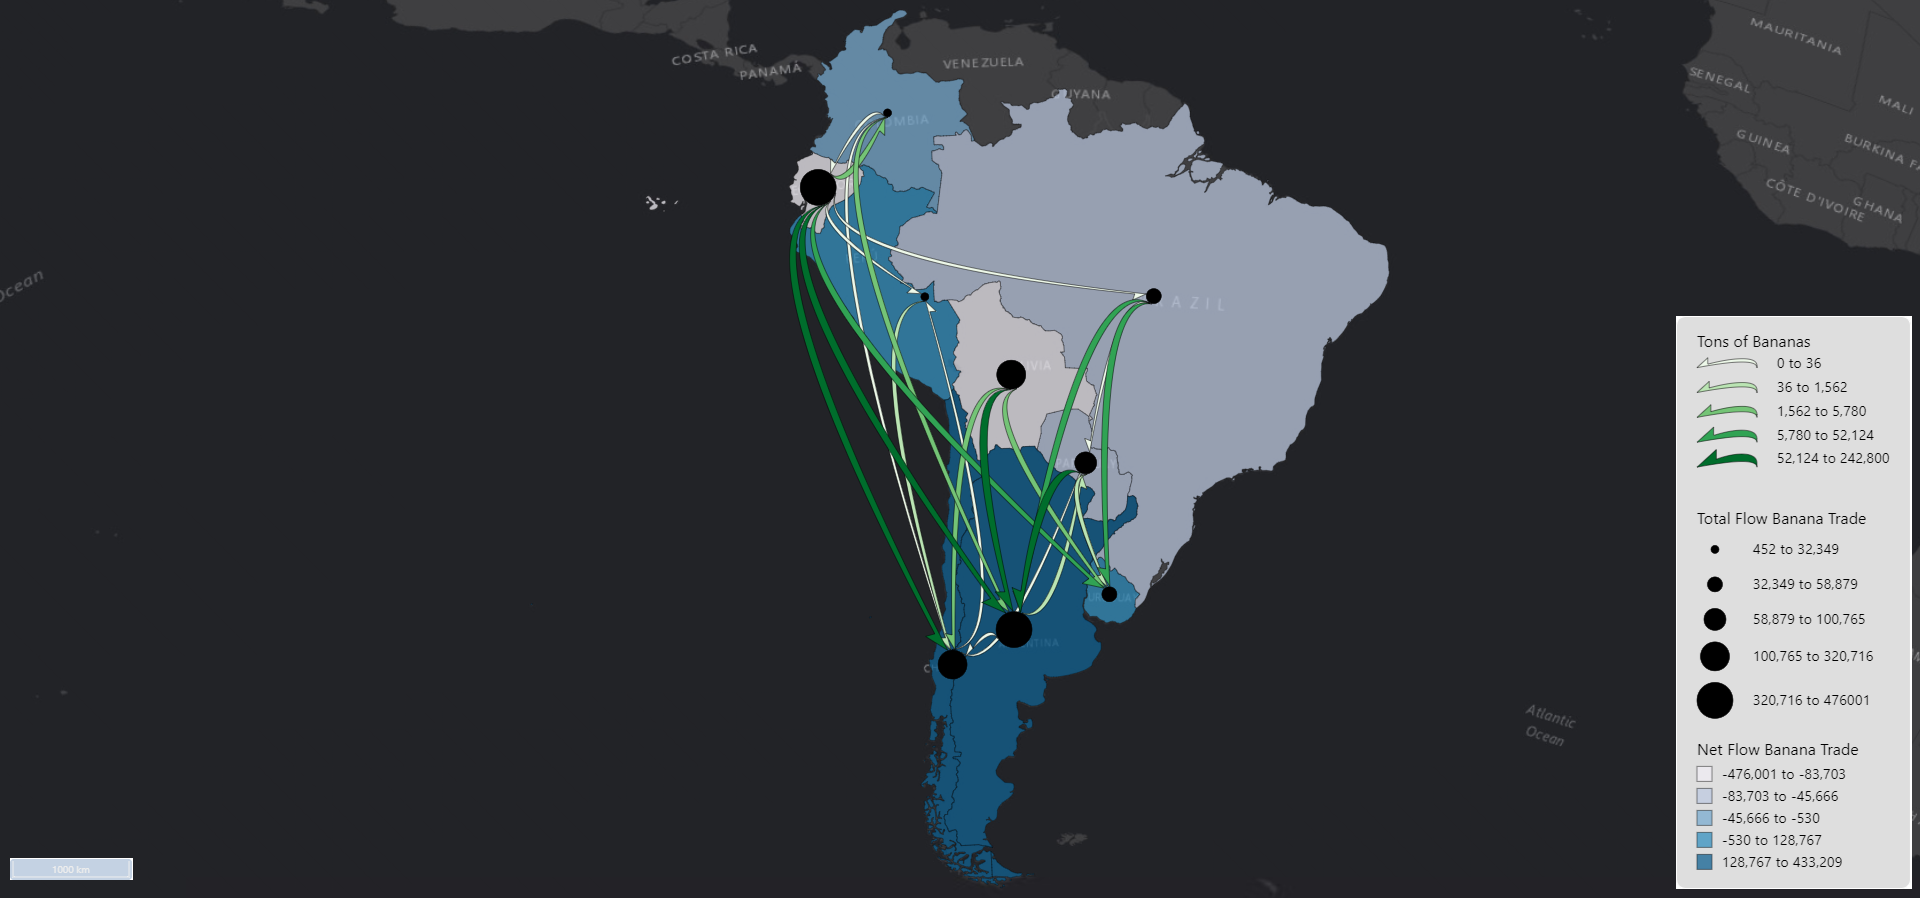 COSTA RICA
PANAMÁ
VENEZUELA
GUYANA
OMBIA
AZIL
IVIA
Ocean
MAURITANIA
SENEGAL
MALI
GUINEA
BURKINA FA
CÔTE D'IVOIRE
GHANA
Atlantic
Ocean
1000 km
Tons of Bananas
0 to 36
36 to 1,562
1,562 to 5,780
5,780 to 52,124
52,124 to 242,800
Total Flow Banana Trade
452 to 32,349
32,349 to 58,879
58,879 to 100,765
100,765 to 320,716
320,716 to 476001
Net Flow Banana Trade
-476,001 to -83,703
-83,703 to -45,666
-45,666 to -530
-530 to 128,767
128,767 to 433,209